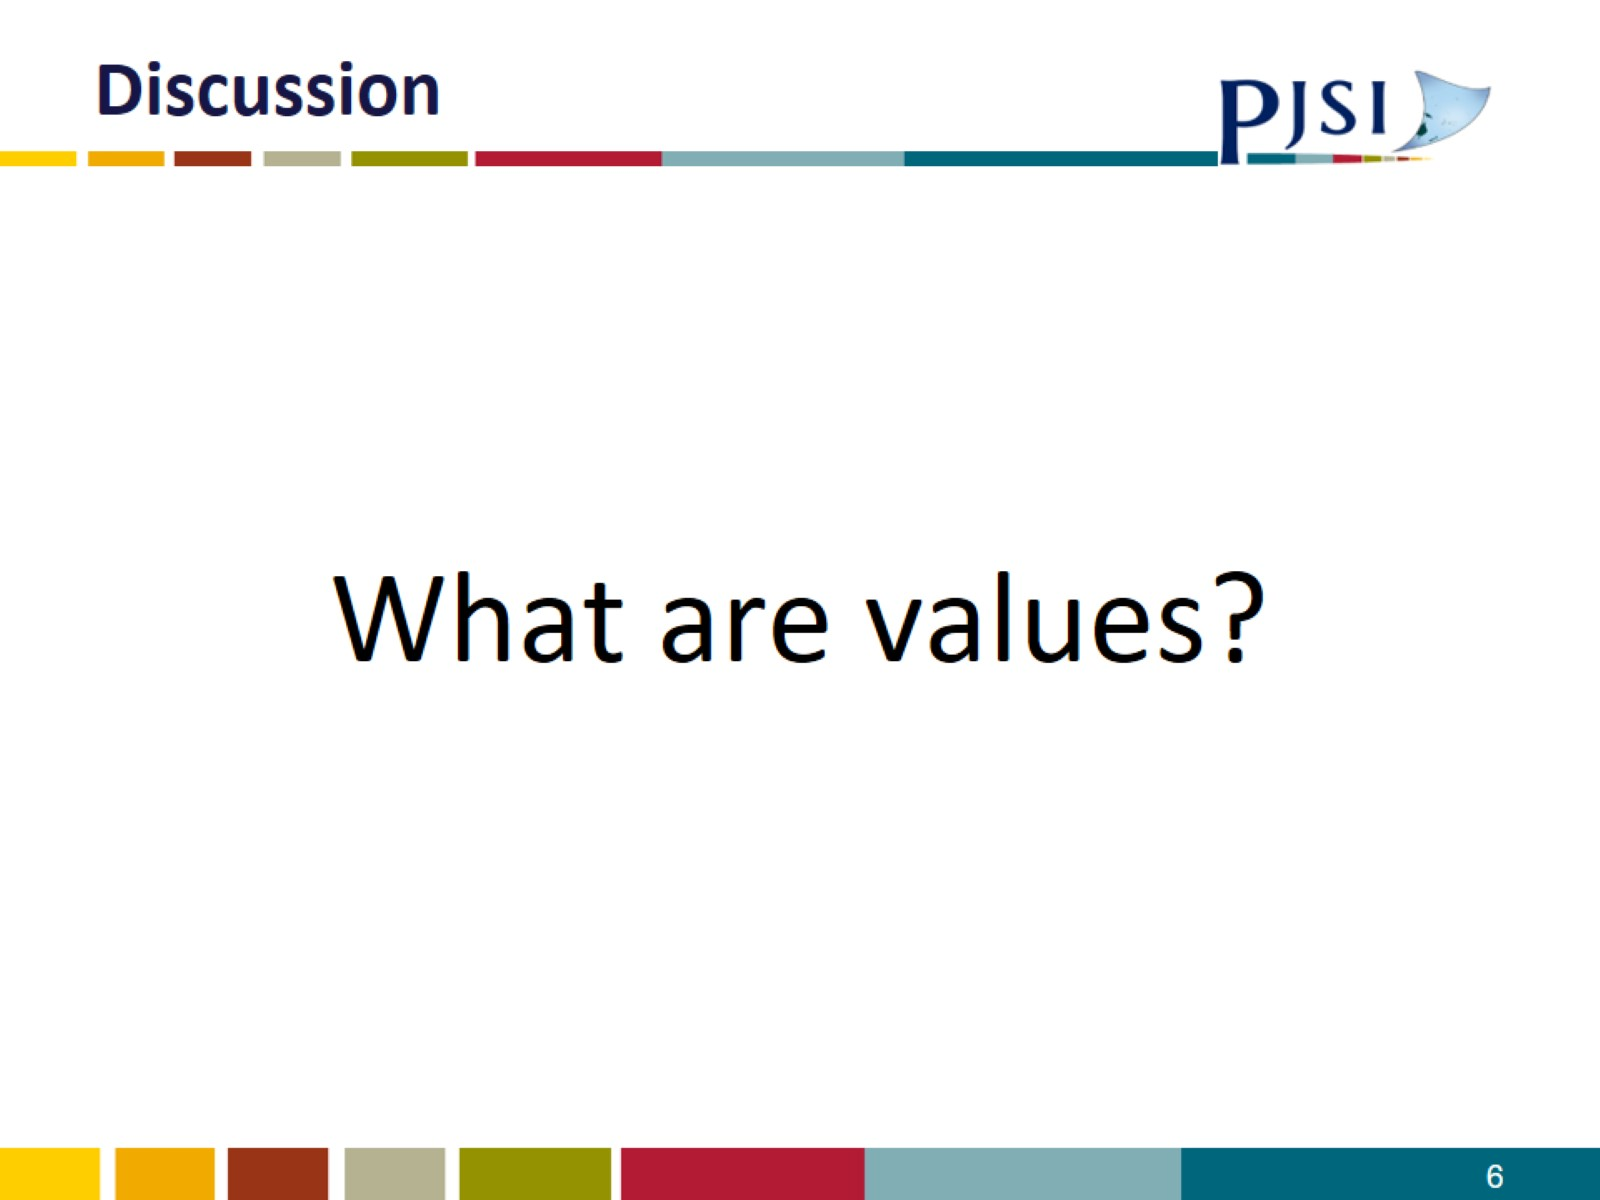 Discussion
PJSI
What are values?
6